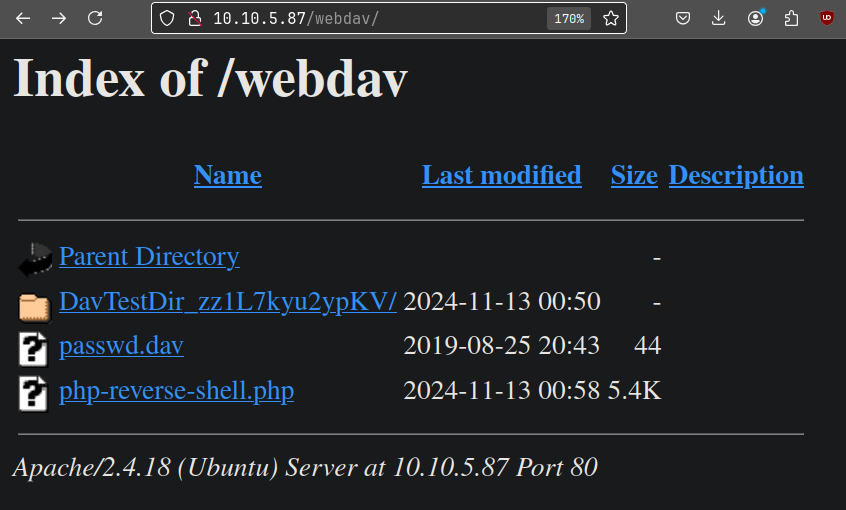 10.10.5.87/webdav/ 170%
Index of /webdav
Name Last modified Size Description
Parent Directory -
DavTestDir_zz1L7kyu2ypKV/ 2024-11-13 00:50 -
passwd.dav 2019-08-25 20:43 44
php-reverse-shell.php 2024-11-13 00:58 5.4K
Apache/2.4.18 (Ubuntu) Server at 10.10.5.87 Port 80